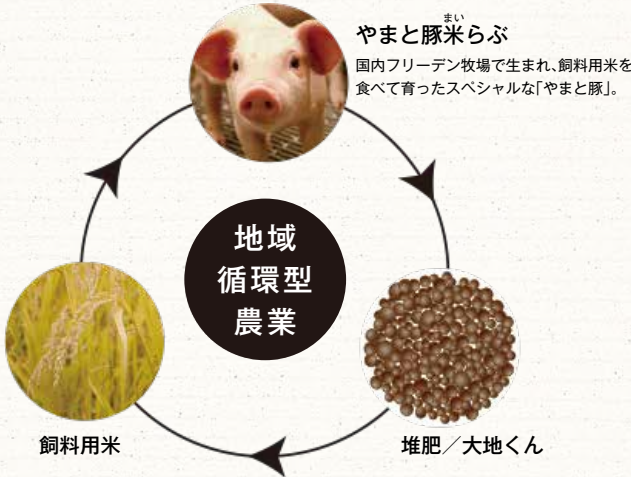 やまと豚米らぶ
まい
国内フリーデン牧場で生まれ、飼料用米を
食べて育ったスペシャルな「やまと豚」。
地域
循環型
農業
飼料用米
堆肥／大地くん